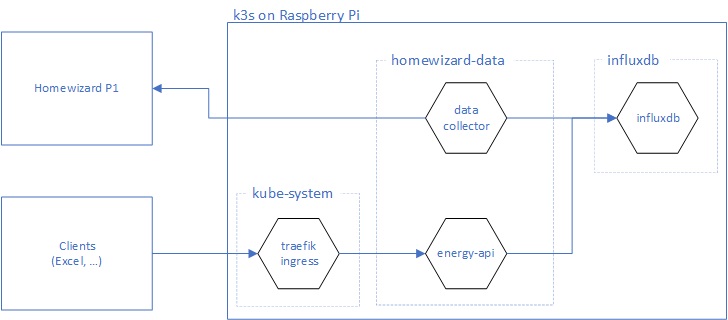 k3s on Raspberry Pi
homewizard-data
influxdb
Homewizard P1
data
collector
influxdb
kube-system
Clients
(Excel, ...)
traefik
ingress
energy-api